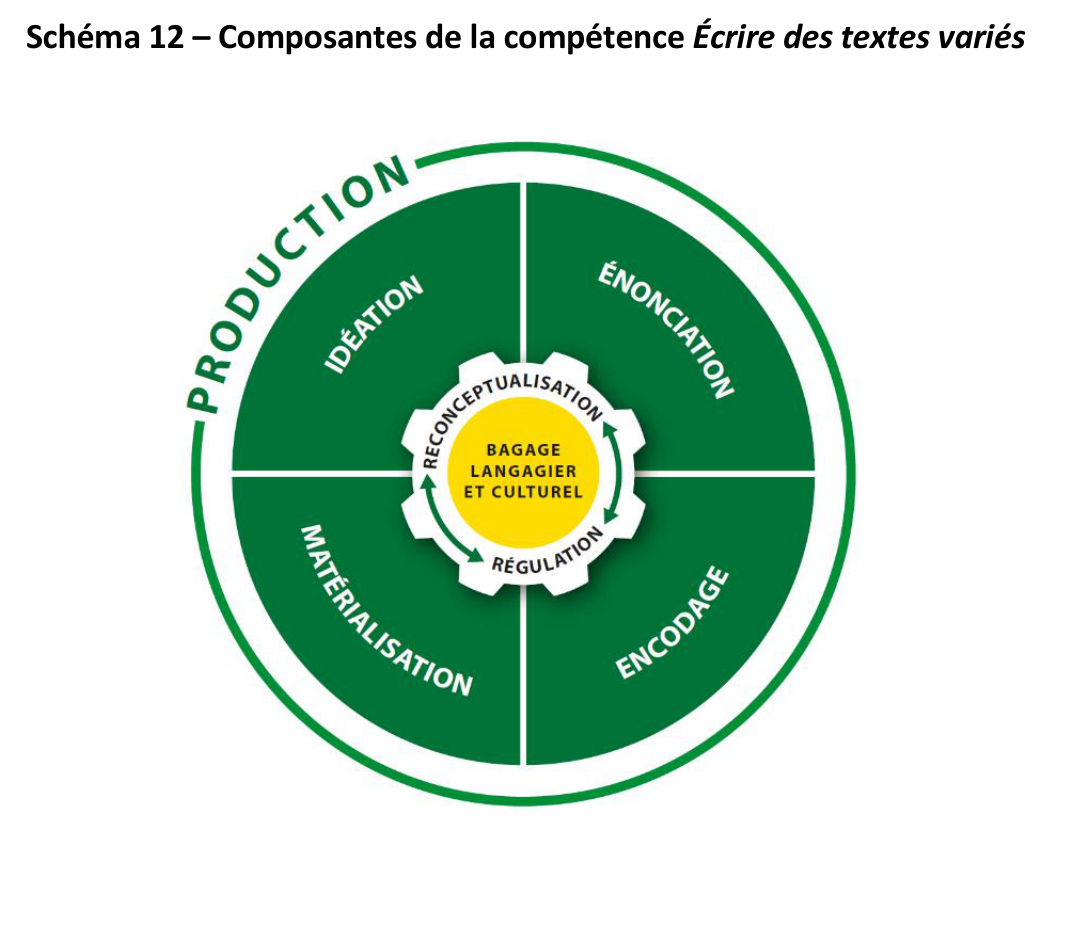 Schéma 12 – Composantes de la compétence Écrire des textes variés
PRODUCTION
IDÉATION
ÉNONCIATION
RECONCEPTUALISATION
BAGAGE
LANGAGIER
ET CULTUREL
RÉGULATION
MATÉRIALISATION
ENCODAGE